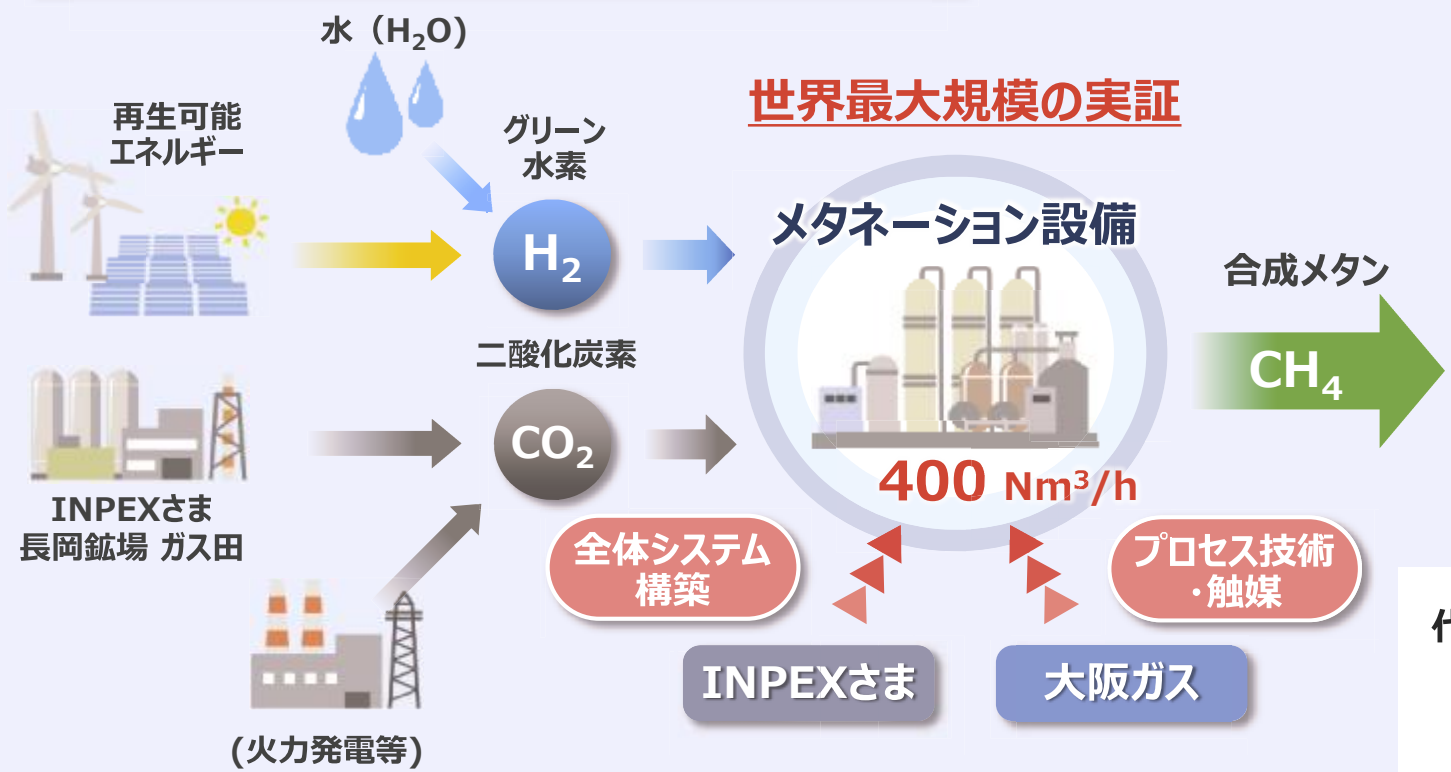 水（H₂O)
世界最大規模の実証
再生可能
エネルギー
グリーン
水素
H₂
メタネーション設備
合成メタン
CH₄
二酸化炭素
CO₂
400 Nm³/h
INPEXさま
長岡鉱場 ガス田
全体システム
構築
プロセス技術
・触媒
INPEXさま
大阪ガス
(火力発電等)